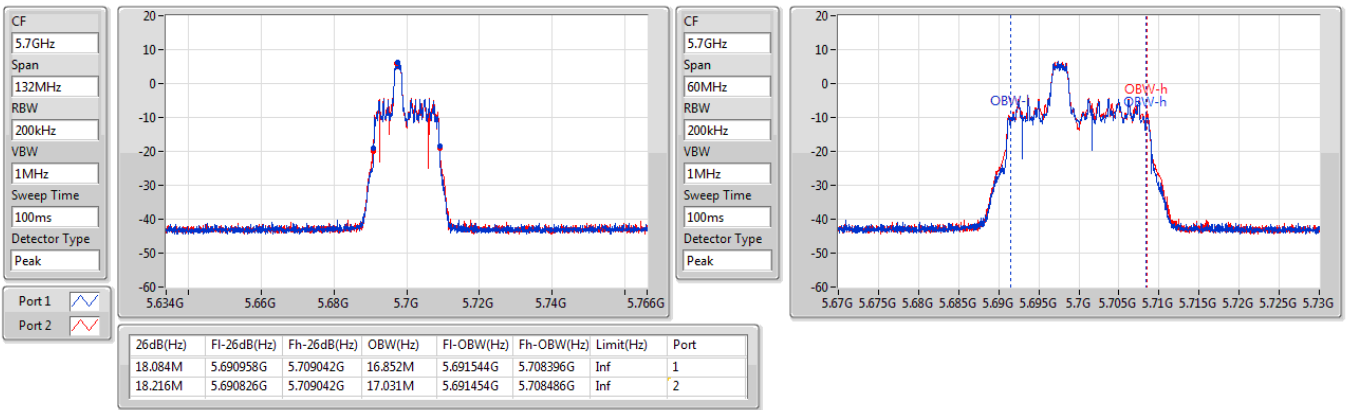 CF
5.7GHz
Span
132MHz
RBW
200kHz
VBW
1MHz
Sweep Time
100ms
Detector Type
Peak
Port 1
Port 2
20
10
0
-10
-20
-30
-40
-50
-60
5.634G 5.66G 5.68G 5.7G 5.72G 5.74G 5.766G
CF
5.7GHz
Span
60MHz
RBW
200kHz
VBW
1MHz
Sweep Time
100ms
Detector Type
Peak
20
10
0
-10
-20
-30
-40
-50
-60
OBW-h
OBW-h
5.67G 5.675G 5.68G 5.685G 5.69G 5.695G 5.7G 5.705G 5.71G 5.715G 5.72G 5.725G 5.73G
26dB(Hz) Fl-26dB(Hz) Fh-26dB(Hz) OBW(Hz) Fl-OBW(Hz) Fh-OBW(Hz) Limit(Hz) Port
18.084M 5.690958G 5.709042G 16.852M 5.691544G 5.708396G Inf 1
18.216M 5.690826G 5.709042G 17.031M 5.691454G 5.708486G Inf 2